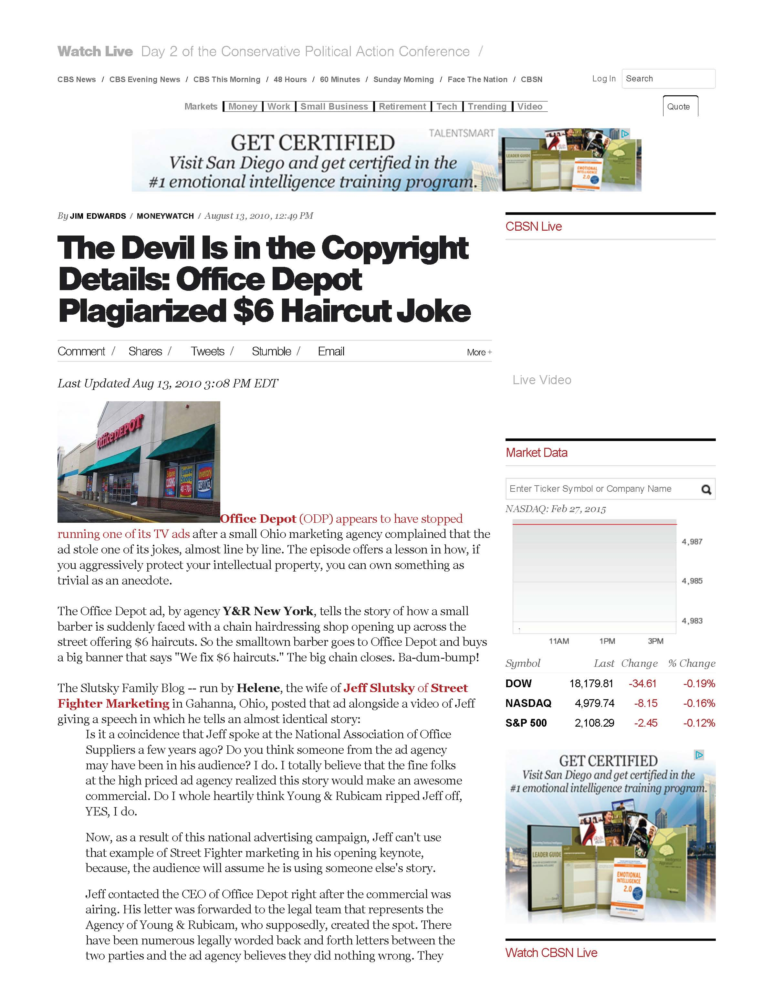 Watch Live Day 2 of the Conservative Political Action Conference /
CBS News / CBS Evening News / CBS This Morning / 48 Hours / 60 Minutes / Sunday Morning / Face The Nation / CBSN
Log In Search
Markets Money Work Small Business Retirement Tech Trending Video
Quote
TALENTSMART
GET CERTIFIED
Visit San Diego and get certified in the
#1 emotional intelligence training program.
LEADER GUIDE
EMOTIONAL
INTELLIGENCE
2.0
By JIM EDWARDS / MONEYWATCH / August 13, 2010, 12:49 PM
The Devil Is in the Copyright
Details: Office Depot
Plagiarized $6 Haircut Joke
Comment / Shares / Tweets / Stumble / Email More +
Last Updated Aug 13, 2010 3:08 PM EDT
Office DEPOT
Store
CLOSING
Entire
Store
40-70%
Inventory
CLEARANCE!
Office Depot (ODP) appears to have stopped
running one of its TV ads after a small Ohio marketing agency complained that the
ad stole one of its jokes, almost line by line. The episode offers a lesson in how, if
you aggressively protect your intellectual property, you can own something as
trivial as an anecdote.
The Office Depot ad, by agency Y&R New York, tells the story of how a small
barber is suddenly faced with a chain hairdressing shop opening up across the
street offering $6 haircuts. So the smalltown barber goes to Office Depot and buys
a big banner that says "We fix $6 haircuts." The big chain closes. Ba-dum-bump!
The Slutsky Family Blog -- run by Helene, the wife of Jeff Slutsky of Street
Fighter Marketing in Gahanna, Ohio, posted that ad alongside a video of Jeff
giving a speech in which he tells an almost identical story:
Is it a coincidence that Jeff spoke at the National Association of Office
Suppliers a few years ago? Do you think someone from the ad agency
may have been in his audience? I do. I totally believe that the fine folks
at the high priced ad agency realized this story would make an awesome
commercial. Do I whole heartily think Young & Rubicam ripped Jeff off,
YES, I do.
Now, as a result of this national advertising campaign, Jeff can't use
that example of Street Fighter marketing in his opening keynote,
because, the audience will assume he is using someone else's story.
Jeff contacted the CEO of Office Depot right after the commercial was
airing. His letter was forwarded to the legal team that represents the
Agency of Young & Rubicam, who supposedly, created the spot. There
have been numerous legally worded back and forth letters between the
two parties and the ad agency believes they did nothing wrong. They
CBSN Live
Live Video
Market Data
Enter Ticker Symbol or Company Name
NASDAQ: Feb 27, 2015
4,987
4,985
4,983
11AM 1PM 3PM
Symbol Last Change % Change
DOW 18,179.81 -34.61 -0.19%
NASDAQ 4,979.74 -8.15 -0.16%
S&P 500 2,108.29 -2.45 -0.12%
GET CERTIFIED
Visit San Diego and get certified in the
#1 emotional intelligence training program.
LEADER GUIDE
INVICTUS
EMOTIONAL
INTELLIGENCE
2.0
Watch CBSN Live